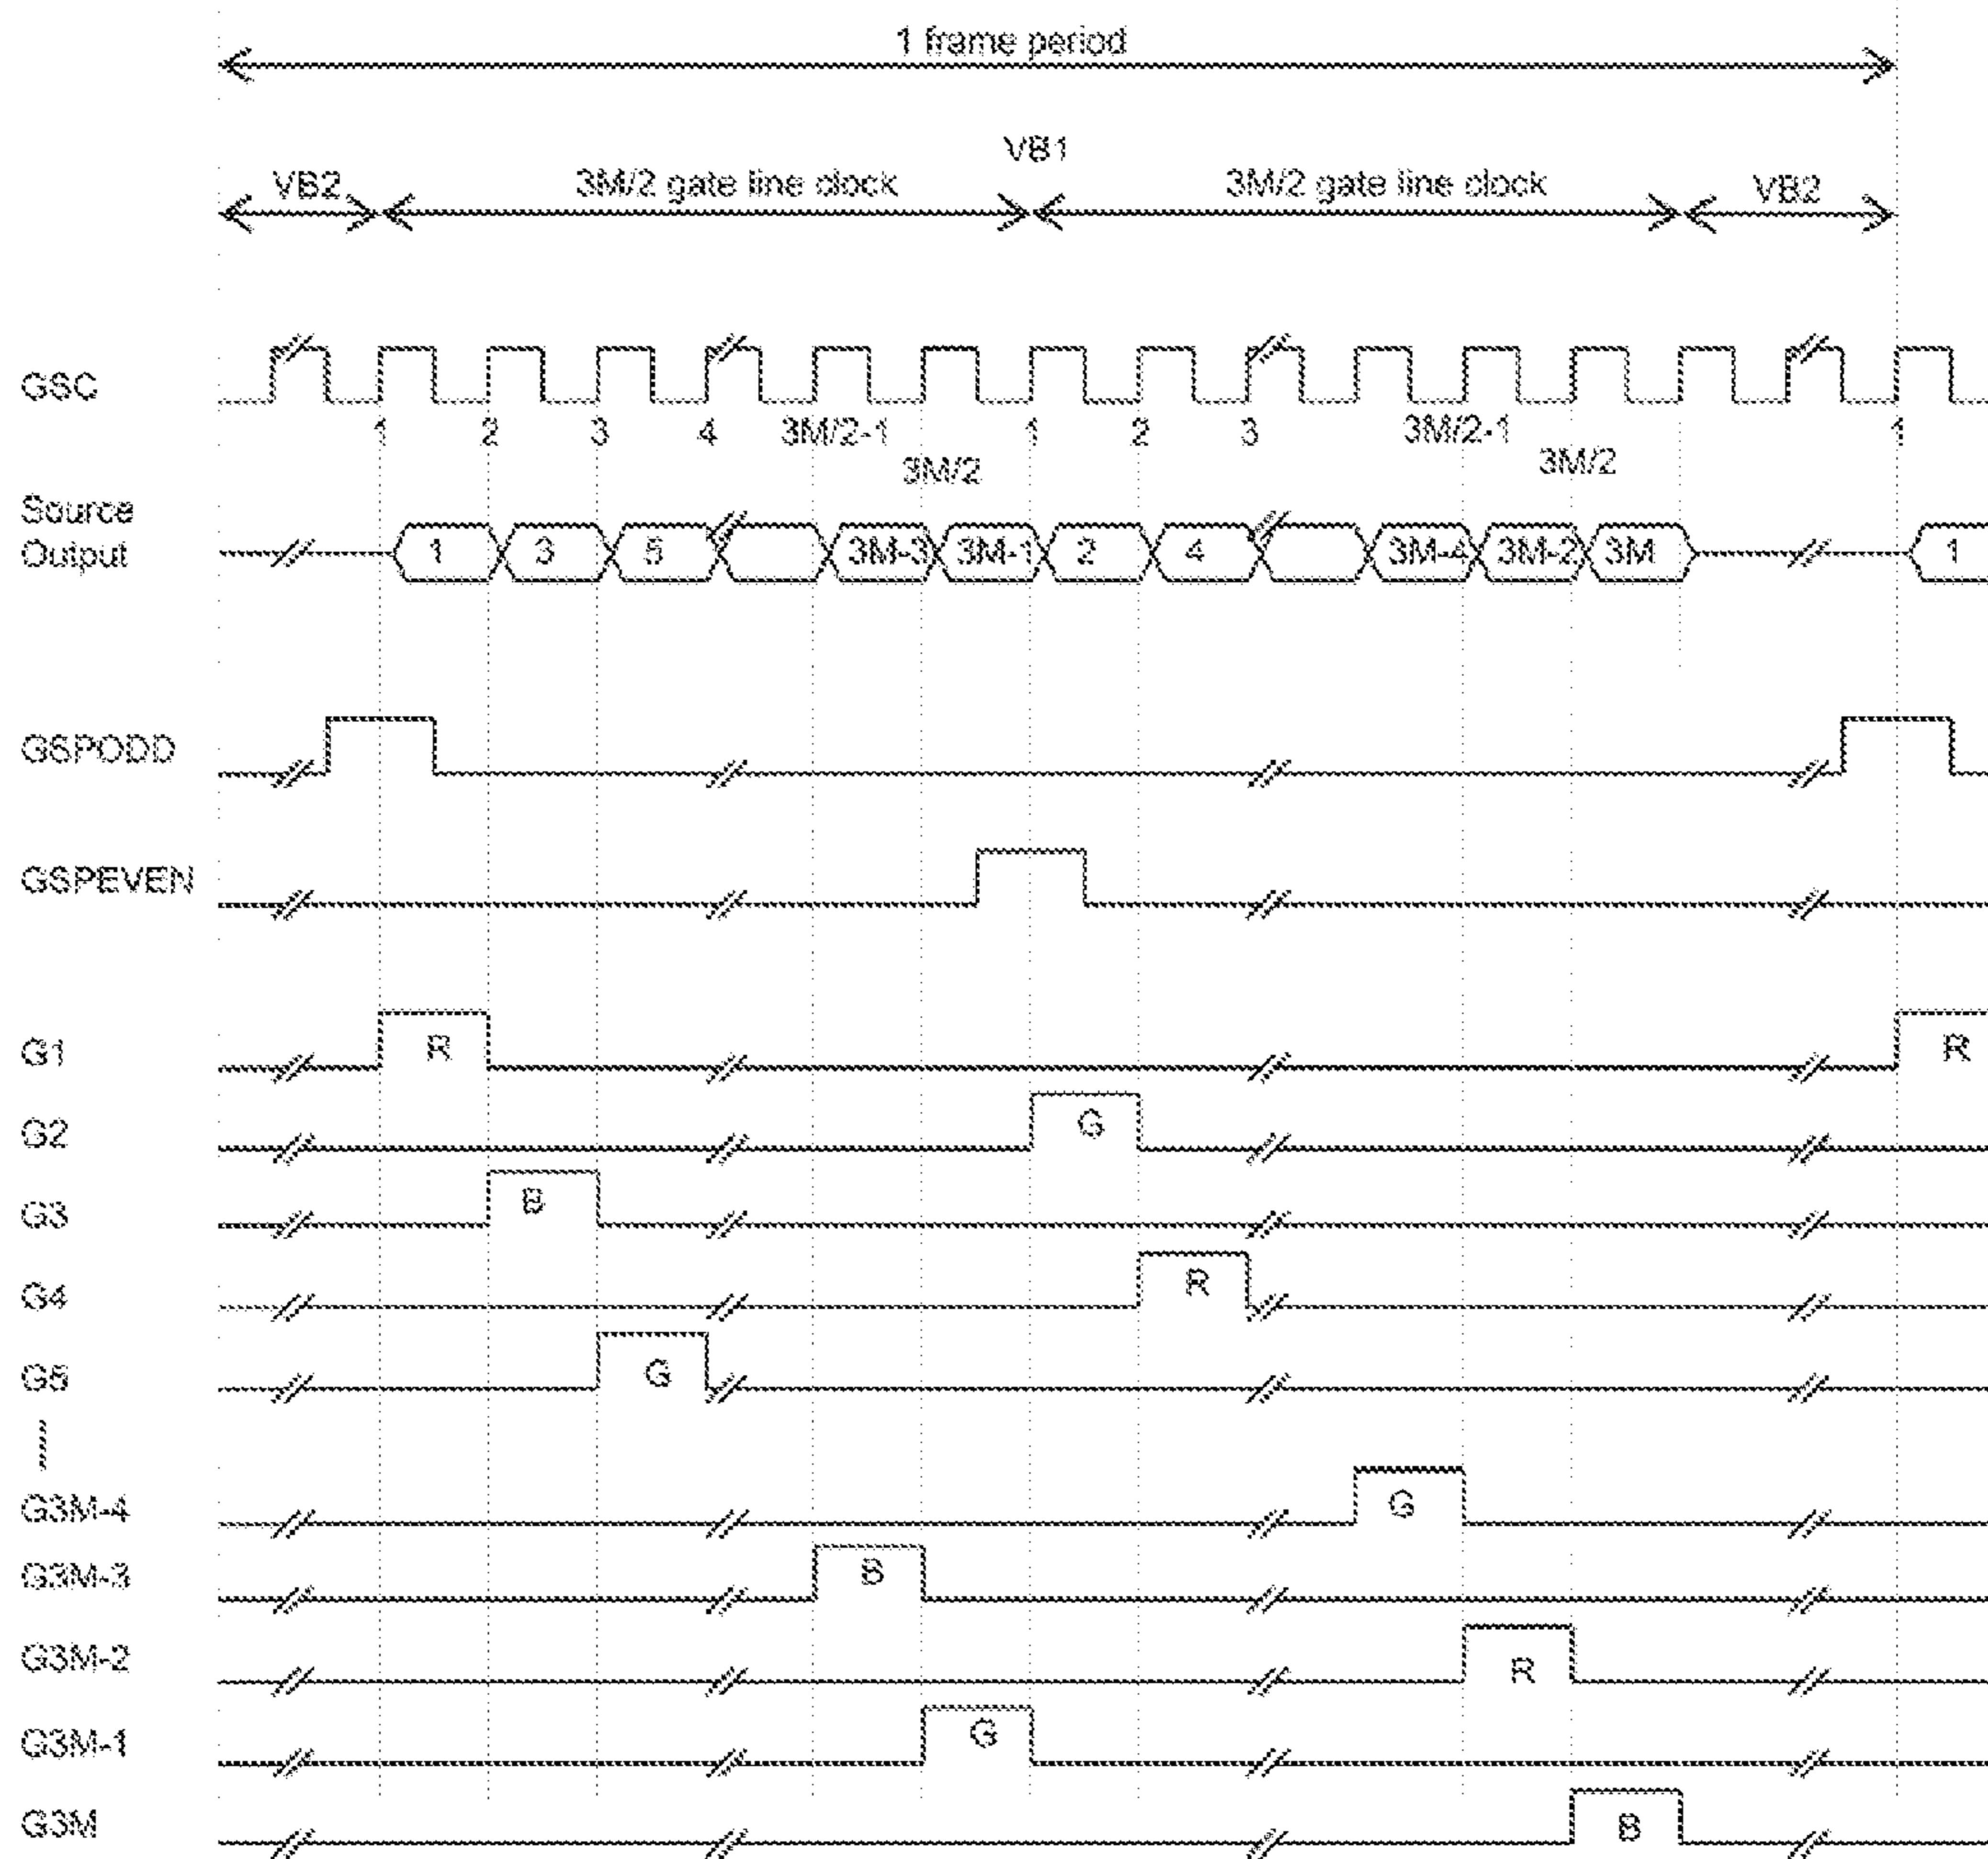 1 frame period
VB1
VB2 3M/2 gate line clock 3M/2 gate line clock VB2
GSC
1 2 3 4 3M/2-1 1 2 3 3M/2-1 1
3M/2 3M/2
Source
Output 1 3 5 3M-3 3M-1 2 4 3M-4 3M-2 3M 1
GSPODD
GSPEVEN
G1 R R
G2 G
G3 B
G4 R
G5 G
G3M-4 G
G3M-3 B
G3M-2 R
G3M-1 G
G3M B